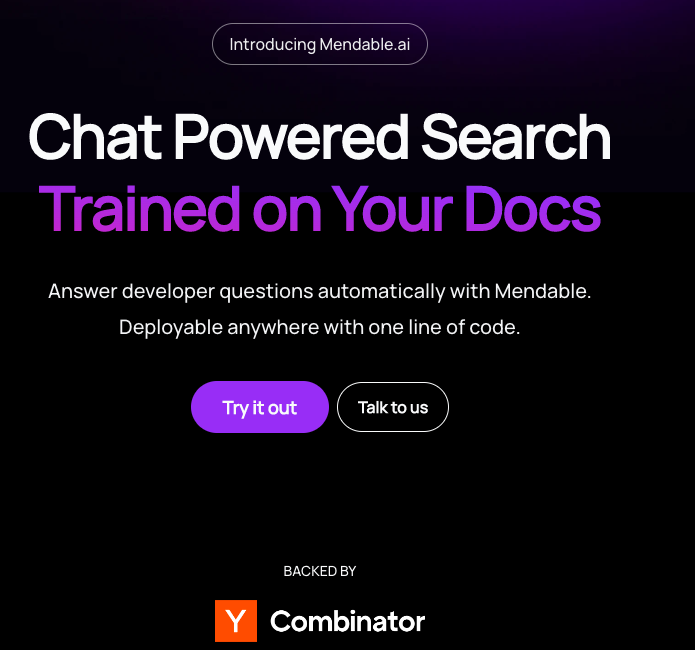 Introducing Mendable.ai
Chat Powered Search
Trained on Your Docs
Answer developer questions automatically with Mendable.
Deployable anywhere with one line of code.
Try it out Talk to us
BACKED BY
Y Combinator